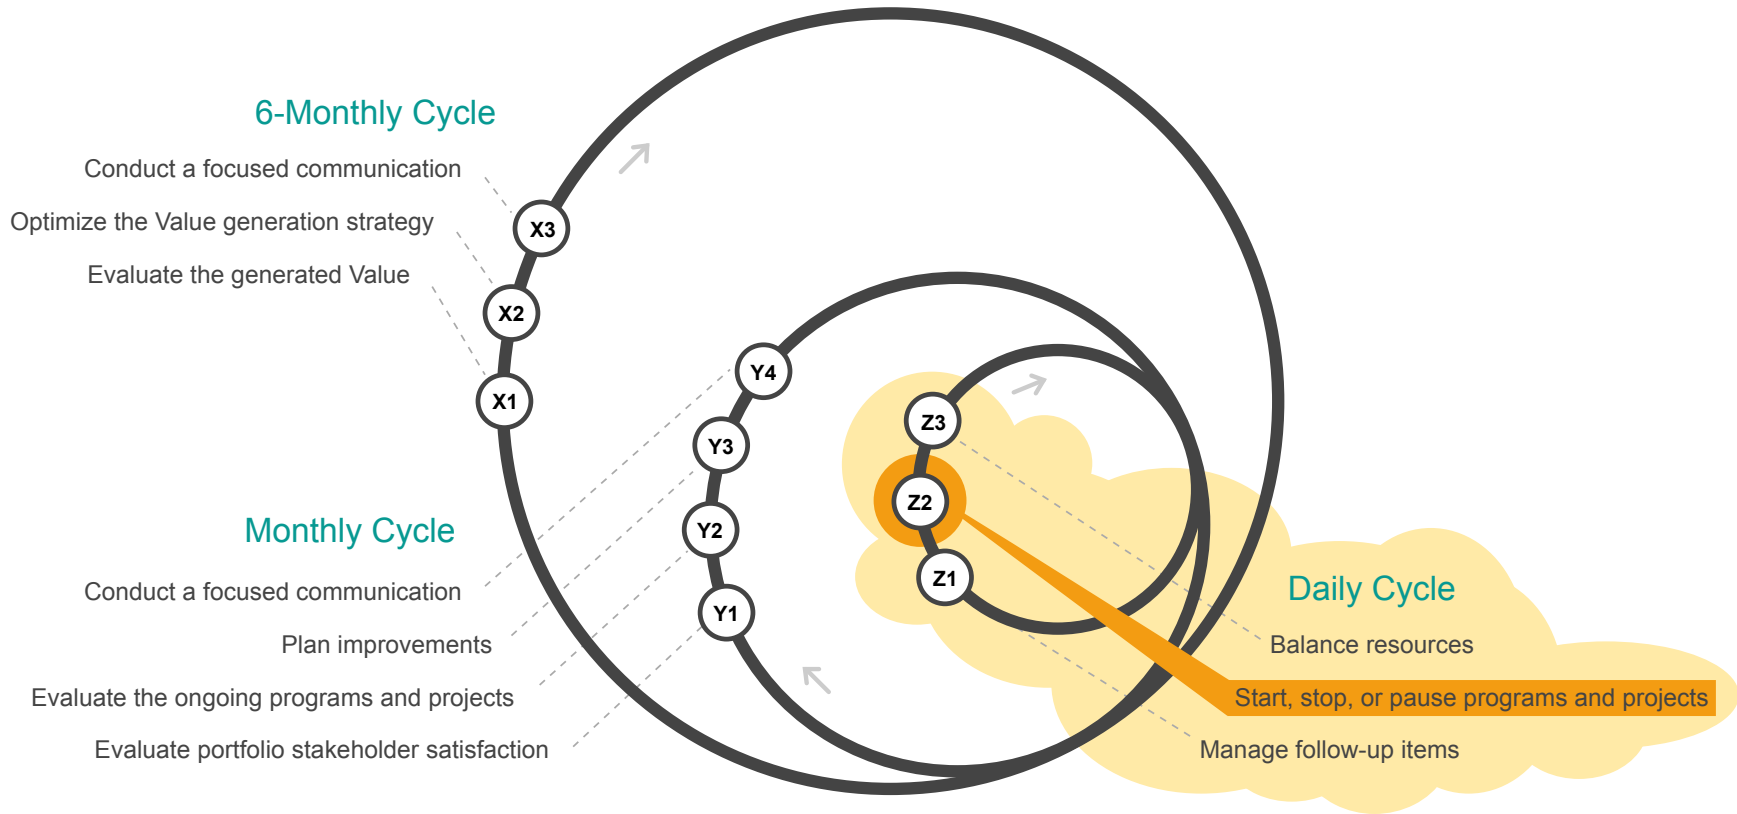 6-Monthly Cycle
Conduct a focused communication
Optimize the Value generation strategy
Evaluate the generated Value
X3
X2
X1
Monthly Cycle
Conduct a focused communication
Plan improvements
Evaluate the ongoing programs and projects
Evaluate portfolio stakeholder satisfaction
Y4
Y3
Y2
Y1
Z3
Z2
Z1
Daily Cycle
Balance resources
Start, stop, or pause programs and projects
Manage follow-up items